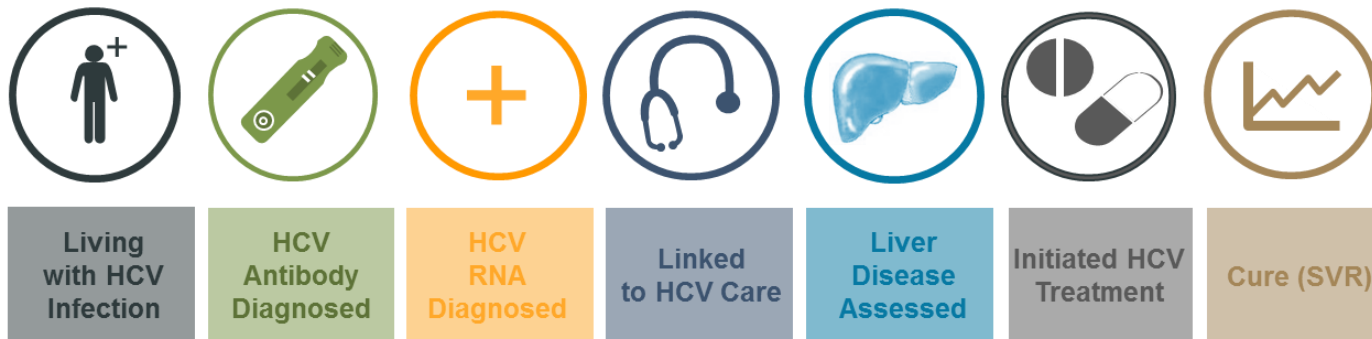 Living
with HCV
Infection
HCV
Antibody
Diagnosed
HCV
RNA
Diagnosed
Linked
to HCV Care
Liver
Disease
Assessed
Initiated HCV
Treatment
Cure (SVR)